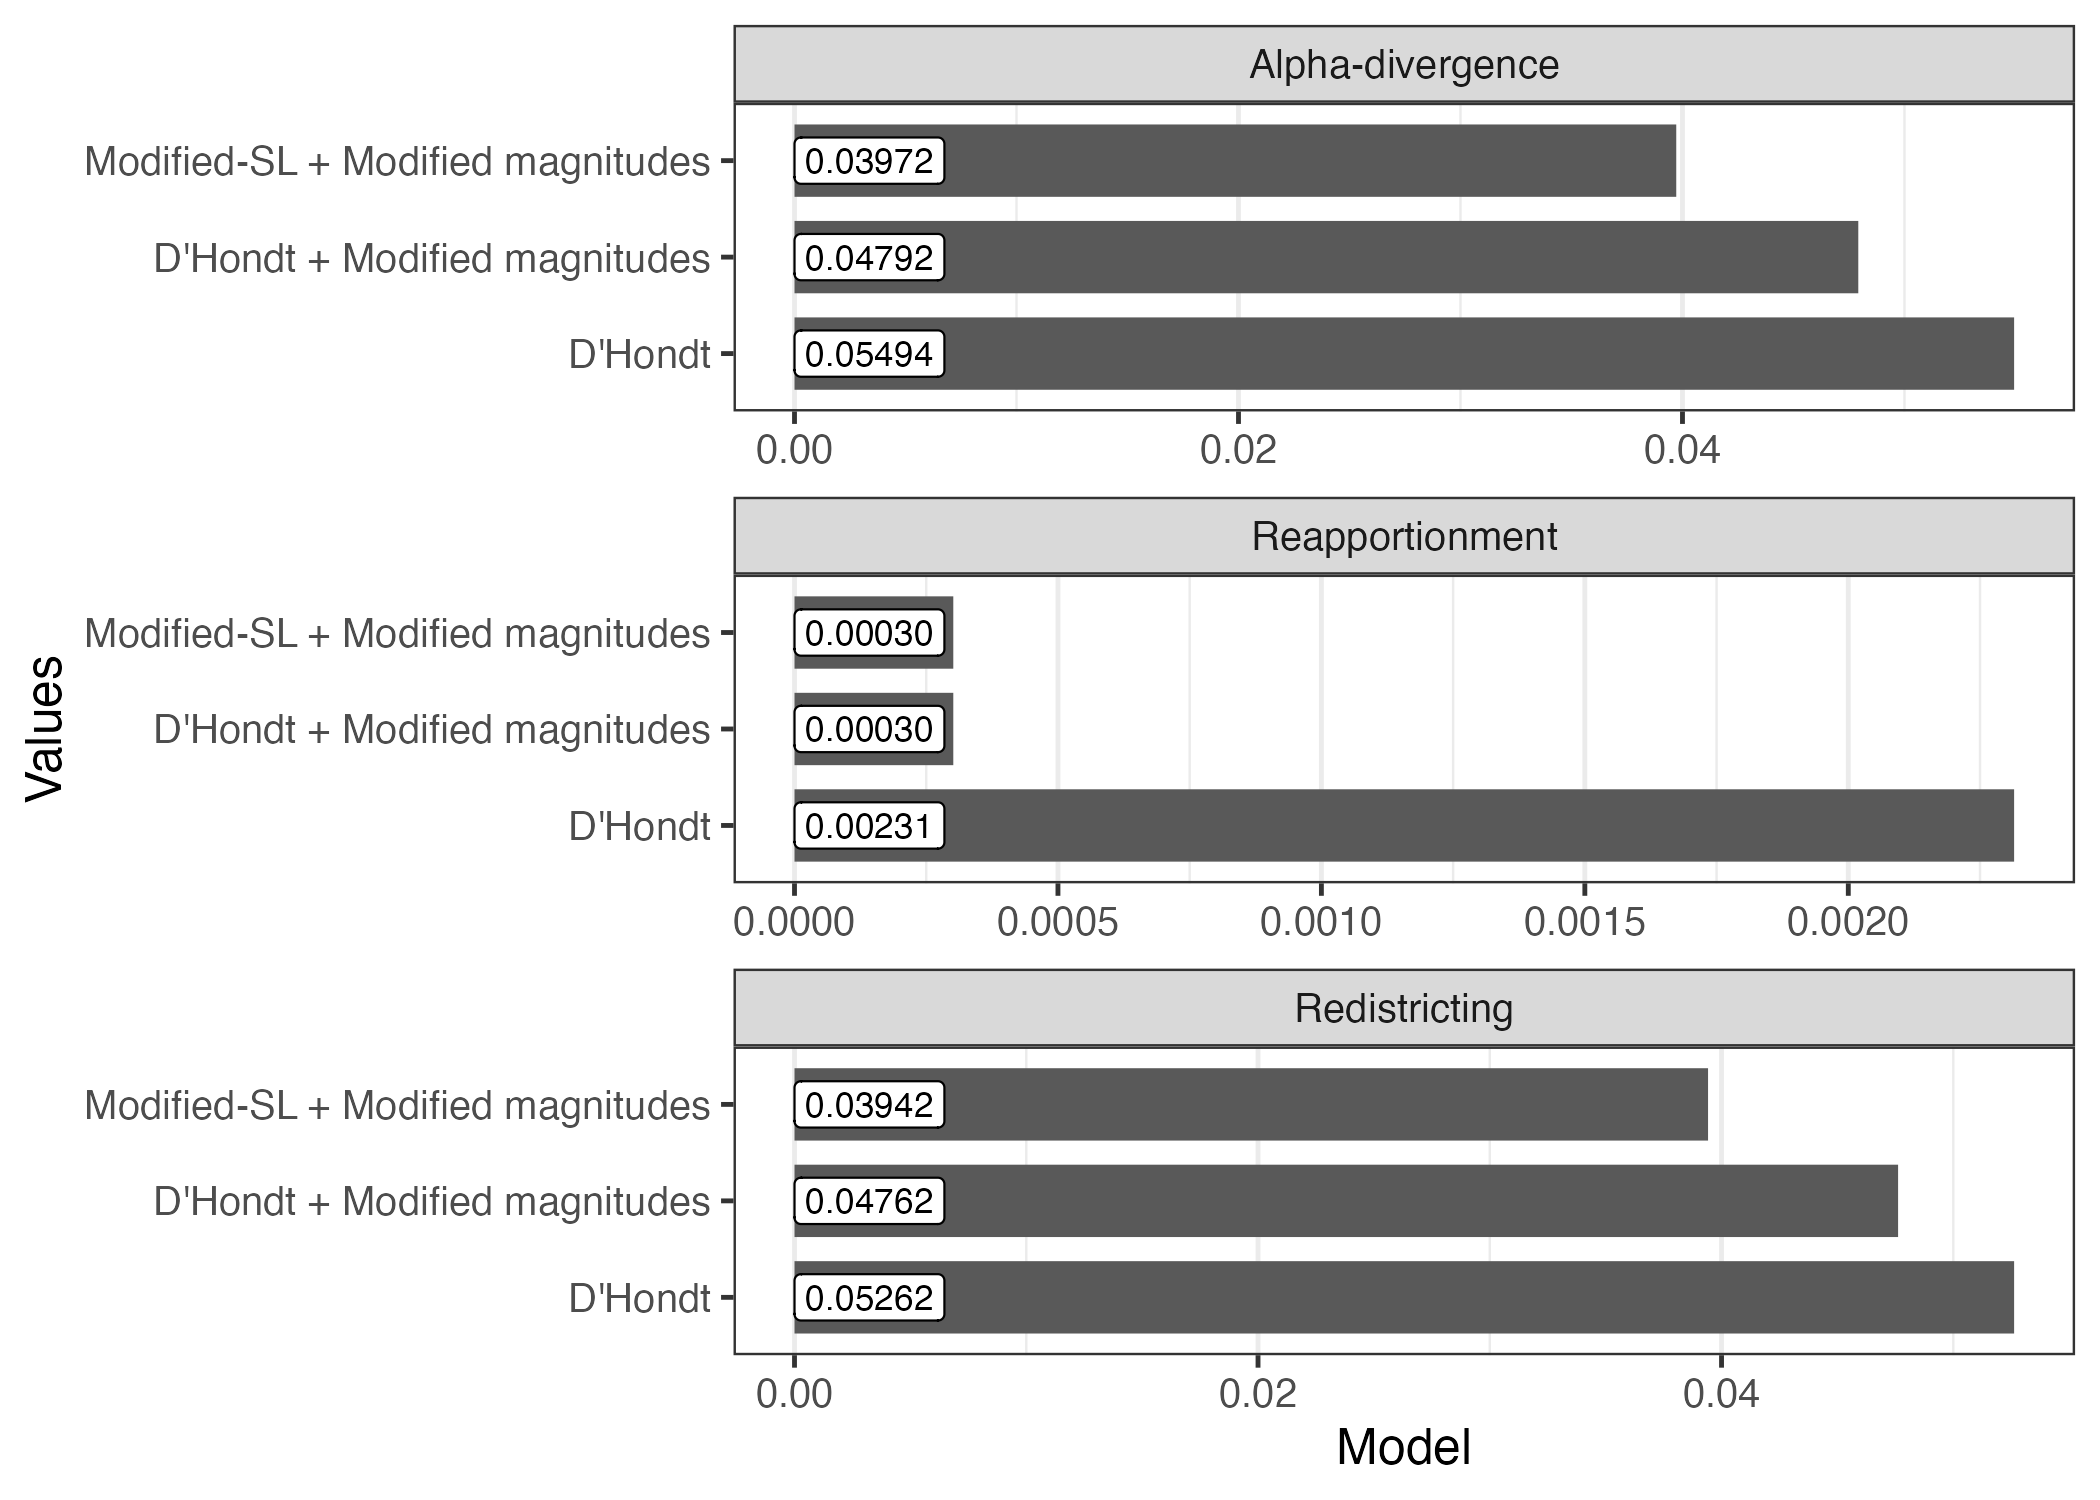 Alpha-divergence
Modified-SL + Modified magnitudes
0.03972
D'Hondt + Modified magnitudes
0.04792
D'Hondt
0.05494
0.00 0.02 0.04
Reapportionment
Modified-SL + Modified magnitudes
0.00030
D'Hondt + Modified magnitudes
0.00030
D'Hondt
0.00231
0.0000 0.0005 0.0010 0.0015 0.0020
Redistricting
Modified-SL + Modified magnitudes
0.03942
D'Hondt + Modified magnitudes
0.04762
D'Hondt
0.05262
0.00 0.02 0.04
Model
Values